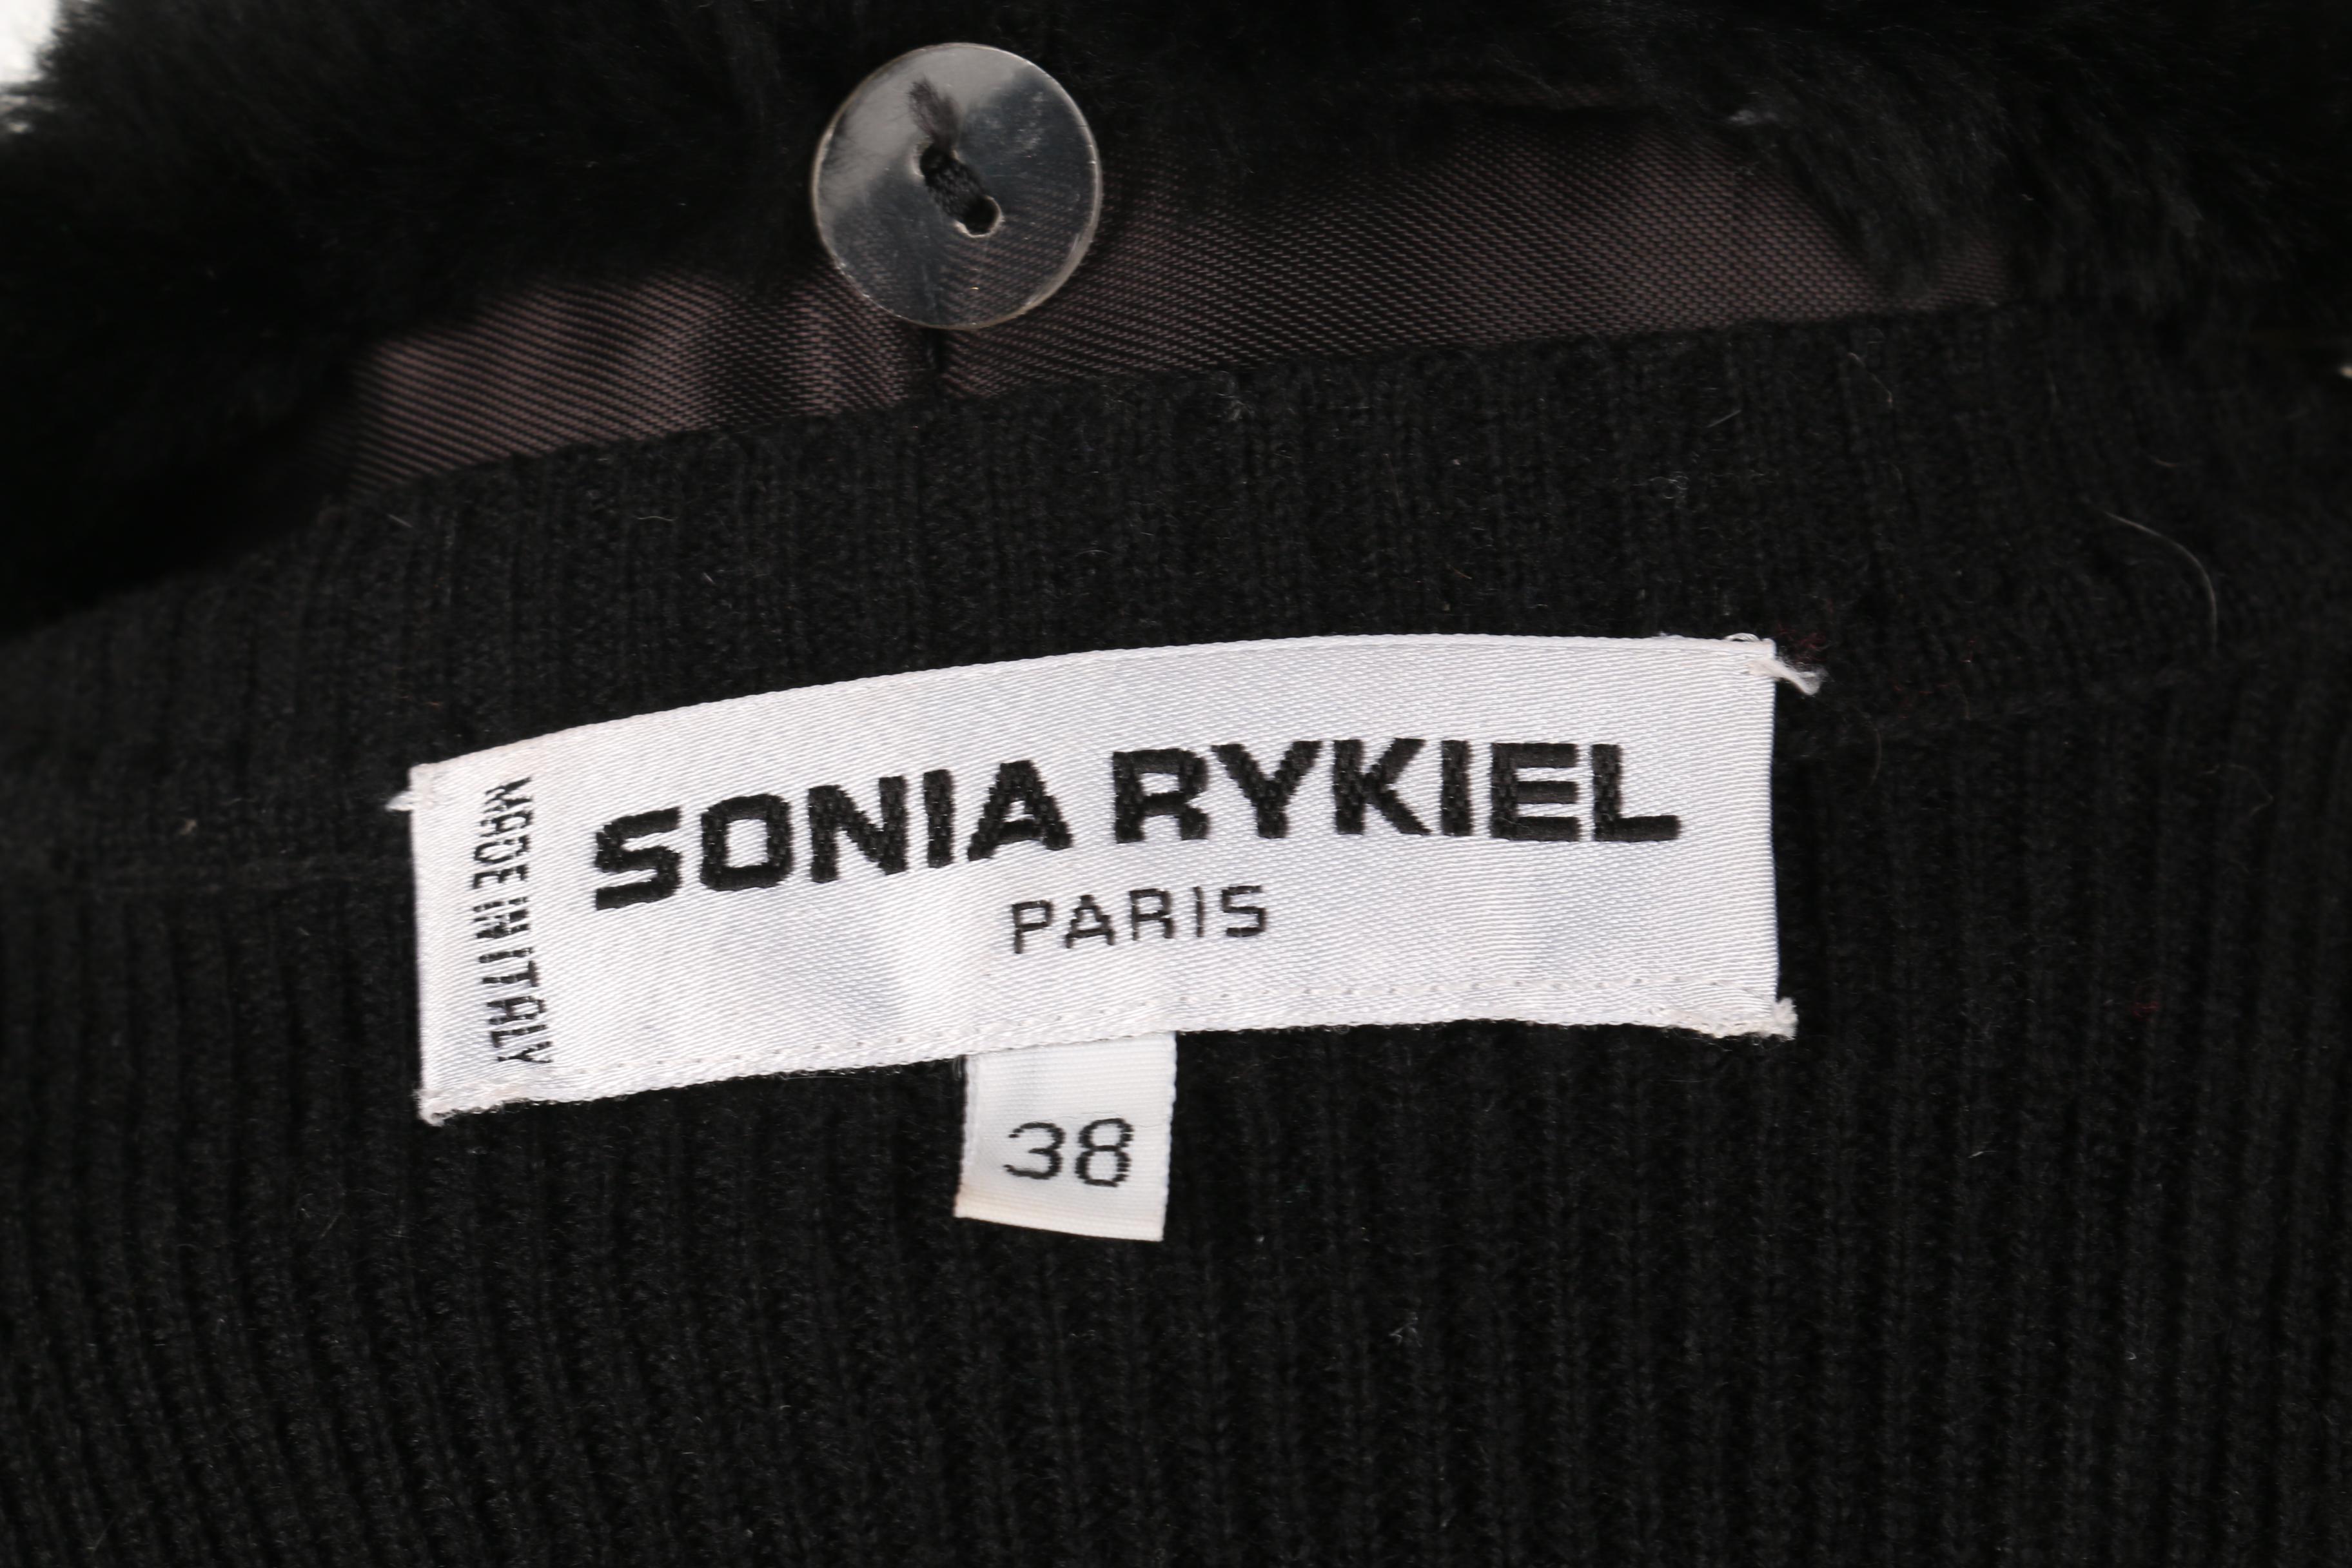 MADE IN ITALY
SONIA RYKIEL
PARIS
38